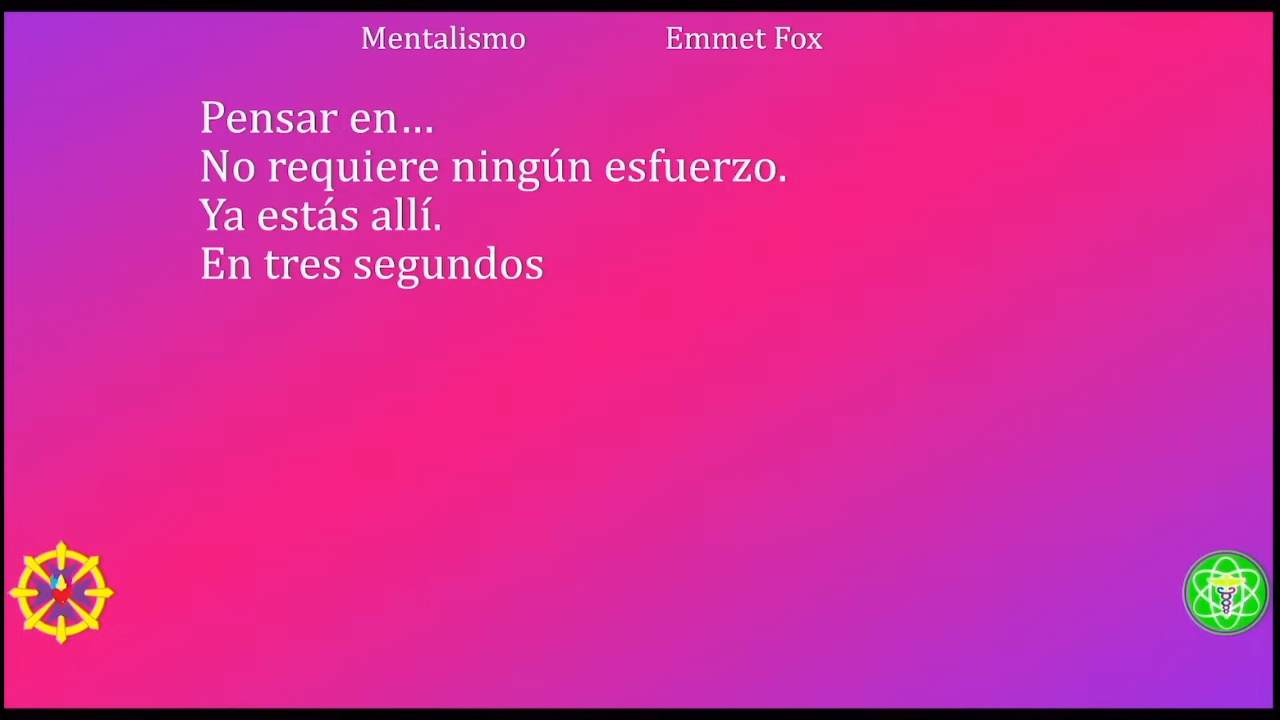 Mentalismo Emmet Fox
Pensar en...
No requiere ningún esfuerzo.
Ya estás allí.
En tres segundos